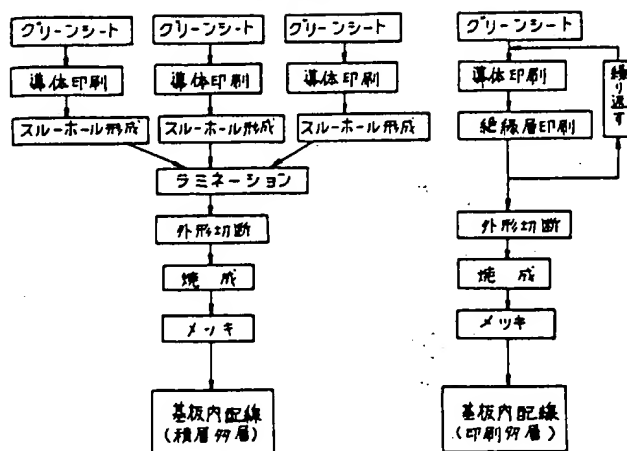 グリーンシート
グリーンシート
グリーンシート
導体印刷
導体印刷
導体印刷
スルーホール形成
スルーホール形成
スルーホール形成
ラミネーション
外形切断
焼成
メッキ
基板内配線
(積層多層)
グリーンシート
導体印刷
絶縁層印刷
繰り返す
外形切断
焼成
メッキ
基板内配線
(印刷多層)